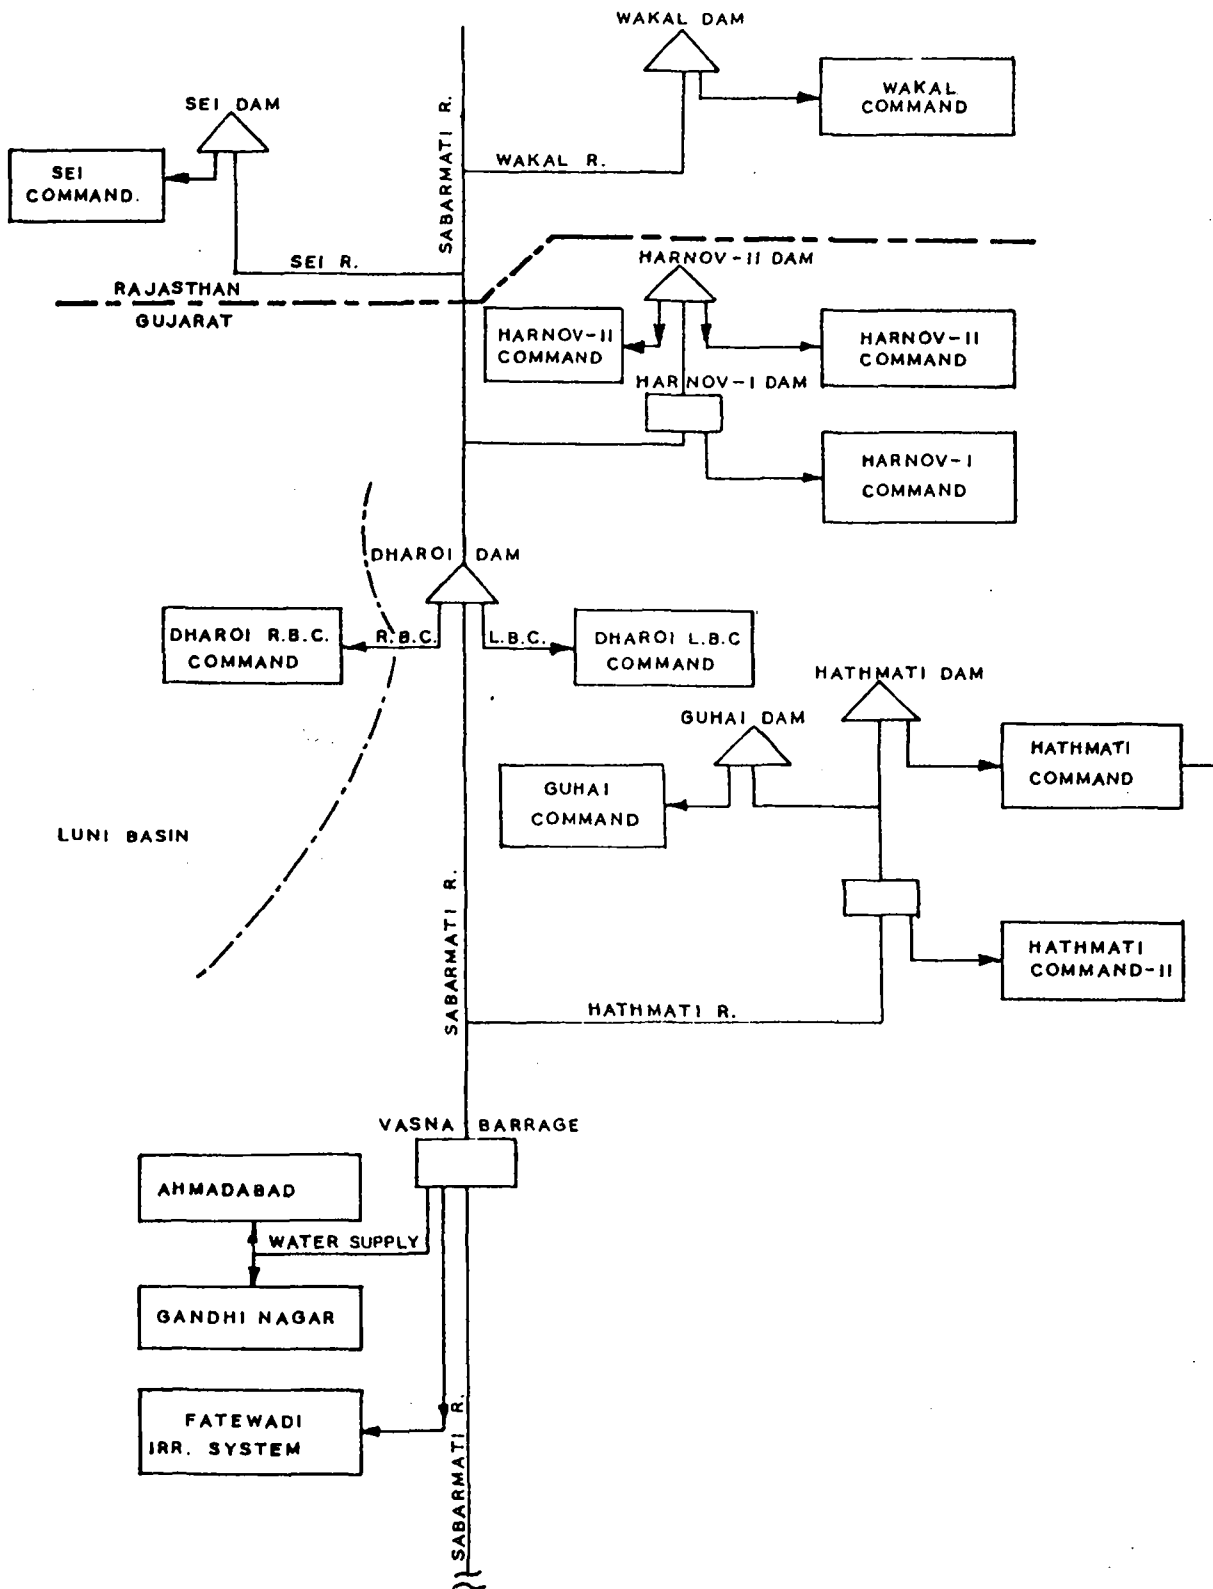 WAKAL DAM
SEI DAM
SABARMATI R.
WAKAL
COMMAND
SEI
COMMAND.
WAKAL R.
SEI R.
RAJASTHAN
GUJARAT
HARNOV-II DAM
HARNOV-II
COMMAND
HARNOV-II
COMMAND
HARNOV-I DAM
HARNOV-I
COMMAND
DHAROI DAM
DHAROI R.B.C.
COMMAND
R.B.C.
L.B.C.
DHAROI L.B.C
COMMAND
HATHMATI DAM
GUHAI DAM
HATHMATI
COMMAND
GUHAI
COMMAND
LUNI BASIN
SABARMATI R.
HATHMATI
COMMAND-II
HATHMATI R.
VASNA BARRAGE
AHMADABAD
WATER SUPPLY
GANDHI NAGAR
FATEWADI
IRR. SYSTEM
SABARMATI R.